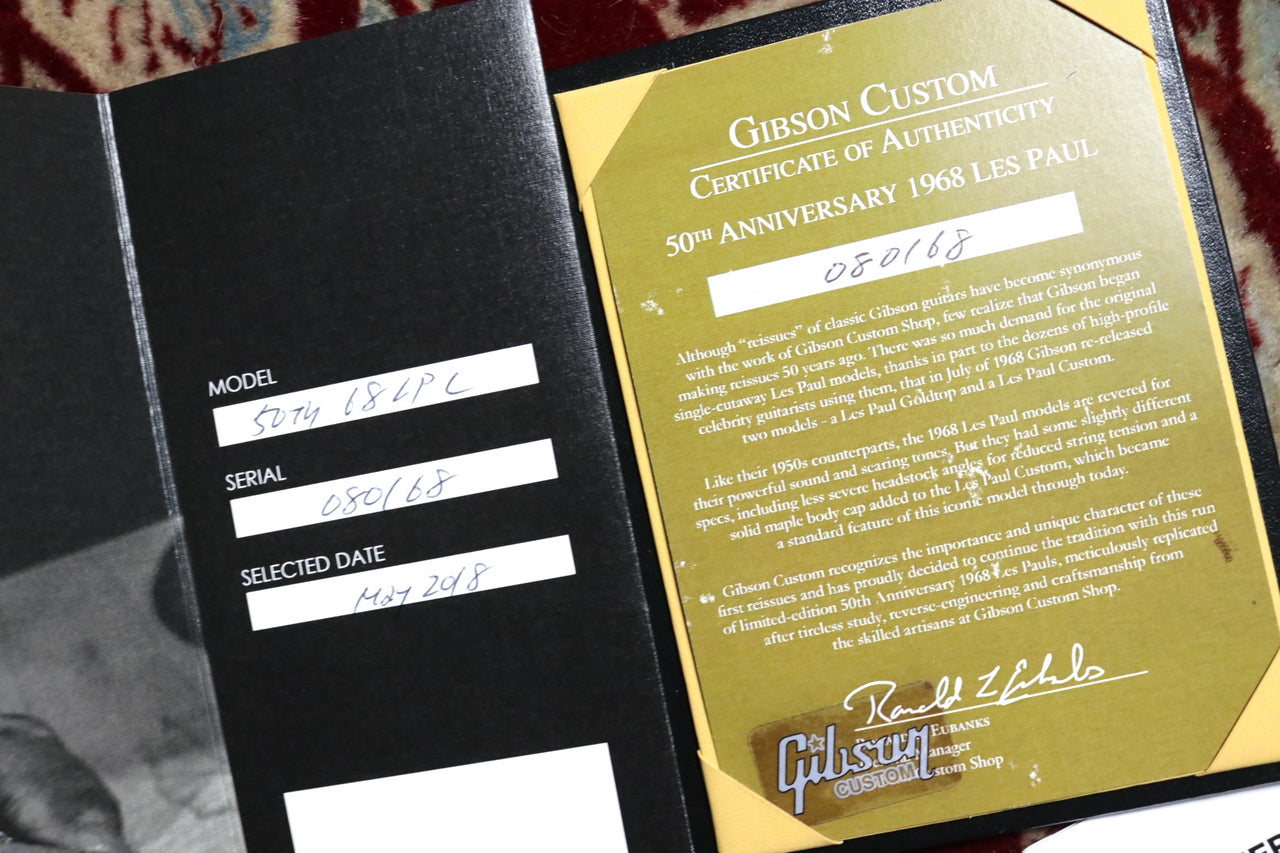 MODEL
50TH 68 LP C
SERIAL
080168
SELECTED DATE
May 2018
GIBSON CUSTOM
CERTIFICATE OF AUTHENTICITY
50TH ANNIVERSARY 1968 LES PAUL
080168
Although “reissues” of classic Gibson guitars have become synonymous
with the work of Gibson Custom Shop, few realize that Gibson began
making reissues 50 years ago. There was so much demand for the original
single-cutaway Les Paul models, thanks in part to the dozens of high-profile
celebrity guitarists using them, that in July of 1968 Gibson re-released
two models - a Les Paul Goldtop and a Les Paul Custom.
Like their 1950s counterparts, the 1968 Les Paul models are revered for
their powerful sound and searing tones. But they had some slightly different
specs, including less severe headstock angles for reduced string tension and a
solid maple body cap added to the Les Paul Custom, which became
a standard feature of this iconic model through today.
Gibson Custom recognizes the importance and unique character of these
first reissues and has proudly decided to continue the tradition with this run
of limited-edition 50th Anniversary 1968 Les Pauls, meticulously replicated
after tireless study, reverse-engineering and craftsmanship from
the skilled artisans at Gibson Custom Shop.
EUBANKS
Manager
Custom Shop
Gibson
CUSTOM